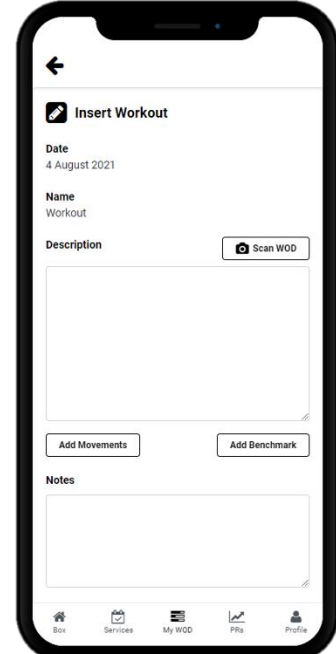 Insert Workout
Date
4 August 2021
Name
Workout
Description
Scan WOD
Add Movements
Add Benchmark
Notes
Box
Services
My WOD
PRs
Profile